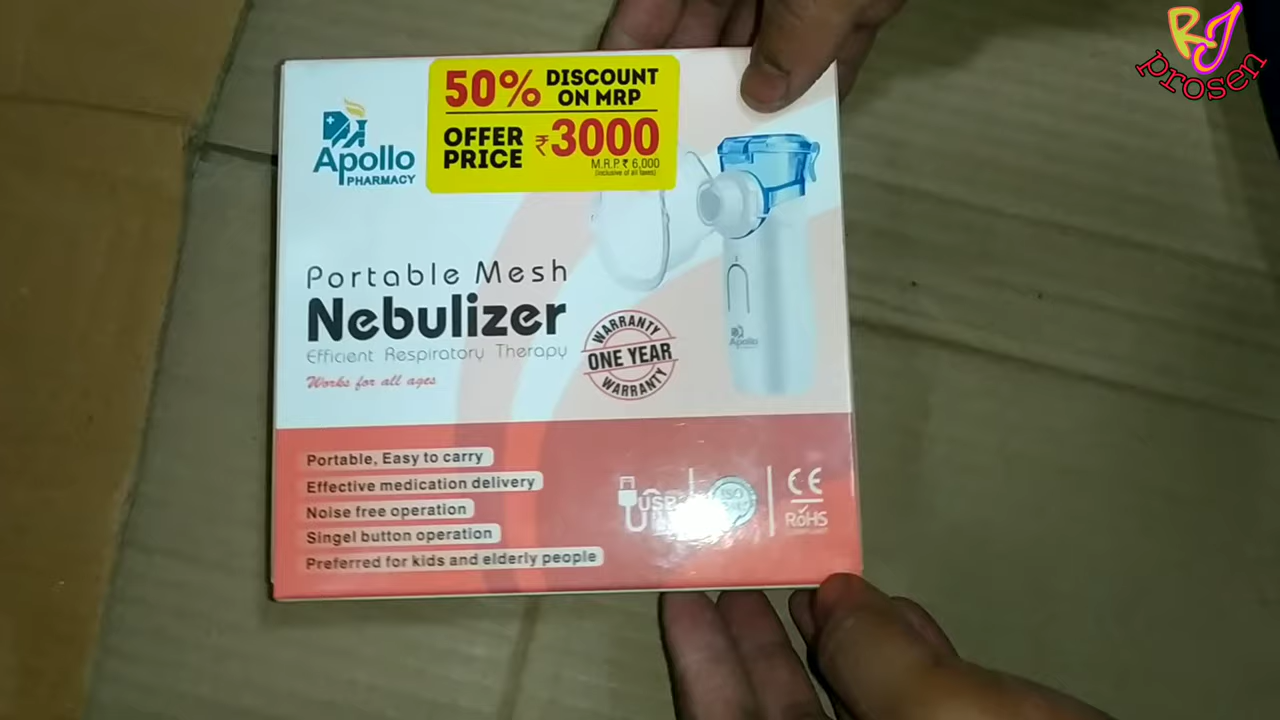 RJ
prosen
50% DISCOUNT
ON MRP
OFFER
PRICE ₹3000
M.R.P ₹ 6,000
(Inclusive of all taxes)
Apollo
PHARMACY
Portable Mesh
Nebulizer
Efficient Respiratory Therapy
Works for all ages
WARRANTY
ONE YEAR
WARRANTY
Apollo
Portable, Easy to carry
Effective medication delivery
Noise free operation
Singel button operation
Preferred for kids and elderly people
USB
ISO
CE
RoHS